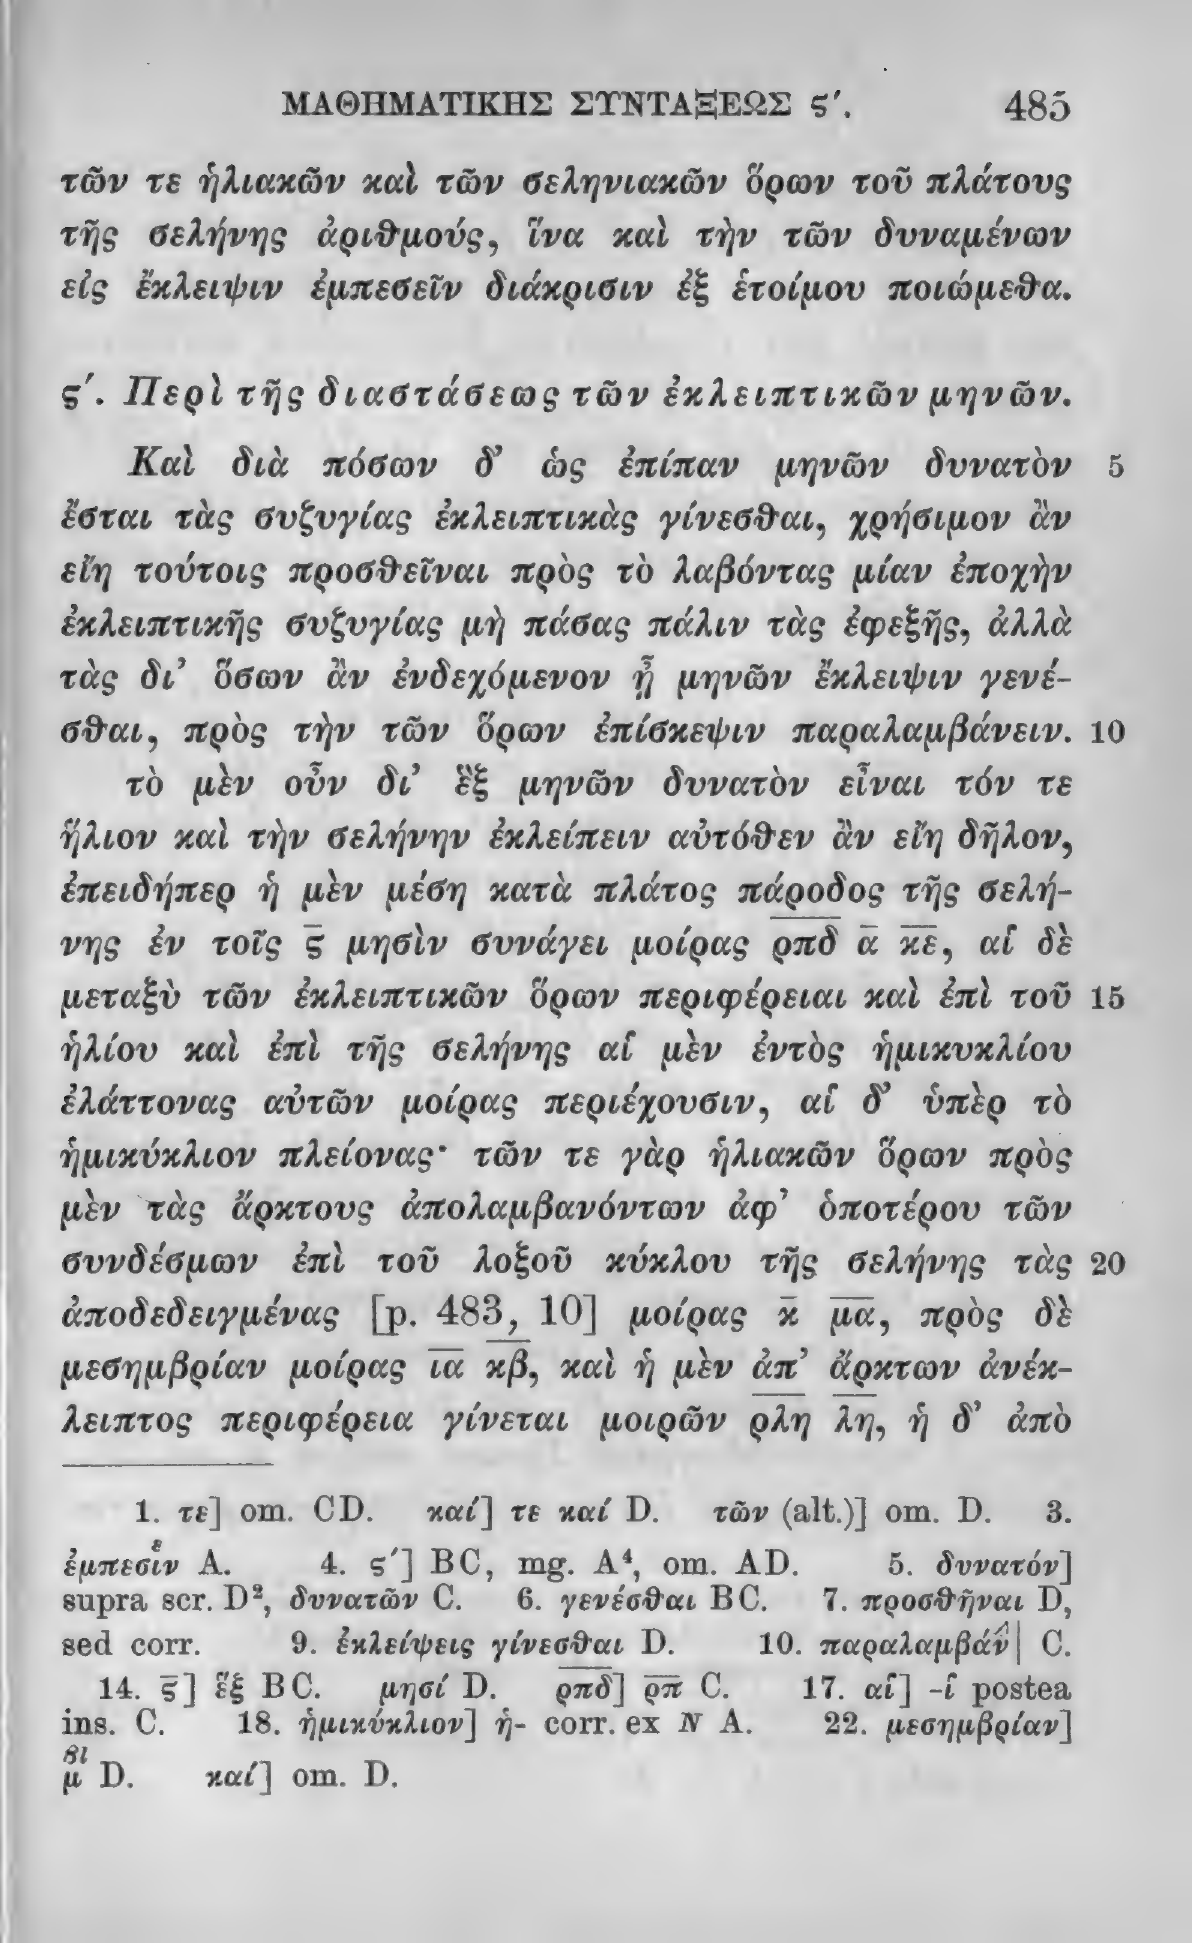 ΜΑΘΗΜΑΤΙΚΗΣ ΣΥΝΤΑΞΕΩΣ ϛʹ. 485
τῶν τε ἡλιακῶν καὶ τῶν σεληνιακῶν ὅρων τοῦ πλάτους
τῆς σελήνης ἀριθμούς, ἵνα καὶ τὴν τῶν δυναμένων
εἰς ἔκλειψιν ἐμπεσεῖν διάκρισιν ἐξ ἑτοίμου ποιώμεθα.
ϛʹ. Περὶ τῆς διαστάσεως τῶν ἐκλειπτικῶν μηνῶν.
Καὶ διὰ πόσων δ’ ὡς ἐπίπαν μηνῶν δυνατὸν 5
ἔσται τὰς συζυγίας ἐκλειπτικὰς γίνεσθαι, χρήσιμον ἂν
εἴη τούτοις προσθεῖναι πρὸς τὸ λαβόντας μίαν ἐποχὴν
ἐκλειπτικῆς συζυγίας μὴ πάσας πάλιν τὰς ἐφεξῆς, ἀλλὰ
τὰς δι’ ὅσων ἂν ἐνδεχόμενον ᾖ μηνῶν ἔκλειψιν γενέ-
σθαι, πρὸς τὴν τῶν ὅρων ἐπίσκεψιν παραλαμβάνειν. 10
τὸ μὲν οὖν δι’ ἓξ μηνῶν δυνατὸν εἶναι τόν τε
ἥλιον καὶ τὴν σελήνην ἐκλείπειν αὐτόθεν ἂν εἴη δῆλον,
ἐπειδήπερ ἡ μὲν μέση κατὰ πλάτος πάροδος τῆς σελή-
νης ἐν τοῖς ϛ̅ μησὶν συνάγει μοίρας ρ̅π̅δ̅ α̅ κ̅ε̅, αἱ δὲ
μεταξὺ τῶν ἐκλειπτικῶν ὅρων περιφέρειαι καὶ ἐπὶ τοῦ 15
ἡλίου καὶ ἐπὶ τῆς σελήνης αἱ μὲν ἐντὸς ἡμικυκλίου
ἐλάττονας αὐτῶν μοίρας περιέχουσιν, αἱ δ’ ὑπὲρ τὸ
ἡμικύκλιον πλείονας· τῶν τε γὰρ ἡλιακῶν ὅρων πρὸς
μὲν τὰς ἄρκτους ἀπολαμβανόντων ἀφ’ ὁποτέρου τῶν
συνδέσμων ἐπὶ τοῦ λοξοῦ κύκλου τῆς σελήνης τὰς 20
ἀποδεδειγμένας [p. 483, 10] μοίρας κ̅ μ̅α̅, πρὸς δὲ
μεσημβρίαν μοίρας ι̅α̅ κ̅β̅, καὶ ἡ μὲν ἀπ’ ἄρκτων ἀνέκ-
λειπτος περιφέρεια γίνεται μοιρῶν ρ̅λ̅η̅ λ̅η̅, ἡ δ’ ἀπὸ
1. τε] om. CD. καί] τε καί D. τῶν (alt.)] om. D. 3.
ἐμπεσῑ̓ν A. 4. ϛʹ] BC, mg. A⁴, om. AD. 5. δυνατόν]
supra scr. D², δυνατῶν C. 6. γενέσθαι BC. 7. προσθῆναι D,
sed corr. 9. ἐκλείψεις γίνεσθαι D. 10. παραλαμβάν̂| C.
14. ϛ̅] ἕξ BC. μησί D. ρ̅π̅δ̅] ρ̅π̅ C. 17. αἱ] -ἱ postea
ins. C. 18. ἡμικύκλιον] ἡ- corr. ex N A. 22. μεσημβρίαν]
μ<sup>βι</sup> D. καί] om. D.